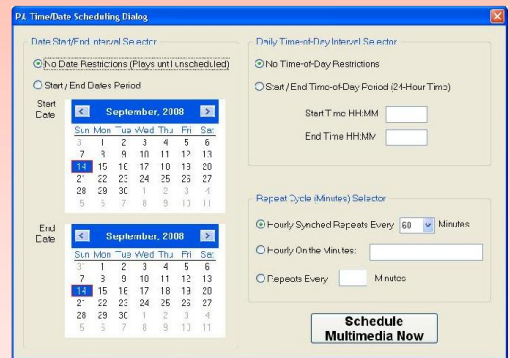 PA Time/Date Scheduling Dialog
Date Start/End Interval Selector
No Date Restrictions (Plays until unscheduled)
Start / End Dates Period
Start Date
September, 2008
Sun Mon Tue Wed Thu Fri Sat
31 1 2 3 4 5 6
7 8 9 10 11 12 13
14 15 16 17 18 19 20
21 22 23 24 25 26 27
28 29 30 1 2 3 4
5 6 7 8 9 10 11
End Date
September, 2008
Sun Mon Tue Wed Thu Fri Sat
31 1 2 3 4 5 6
7 8 9 10 11 12 13
14 15 16 17 18 19 20
21 22 23 24 25 26 27
28 29 30 1 2 3 4
5 6 7 8 9 10 11
Daily Time-of-Day Interval Selector
No Time-of-Day Restrictions
Start / End Time-of-Day Period (24-Hour Time)
Start Time HH:MM
End Time HH:MM
Repeat Cycle (Minutes) Selector
Hourly Synched Repeats Every 60 Minutes
Hourly On the Minutes:
Repeats Every Minutes
Schedule
Multimedia Now